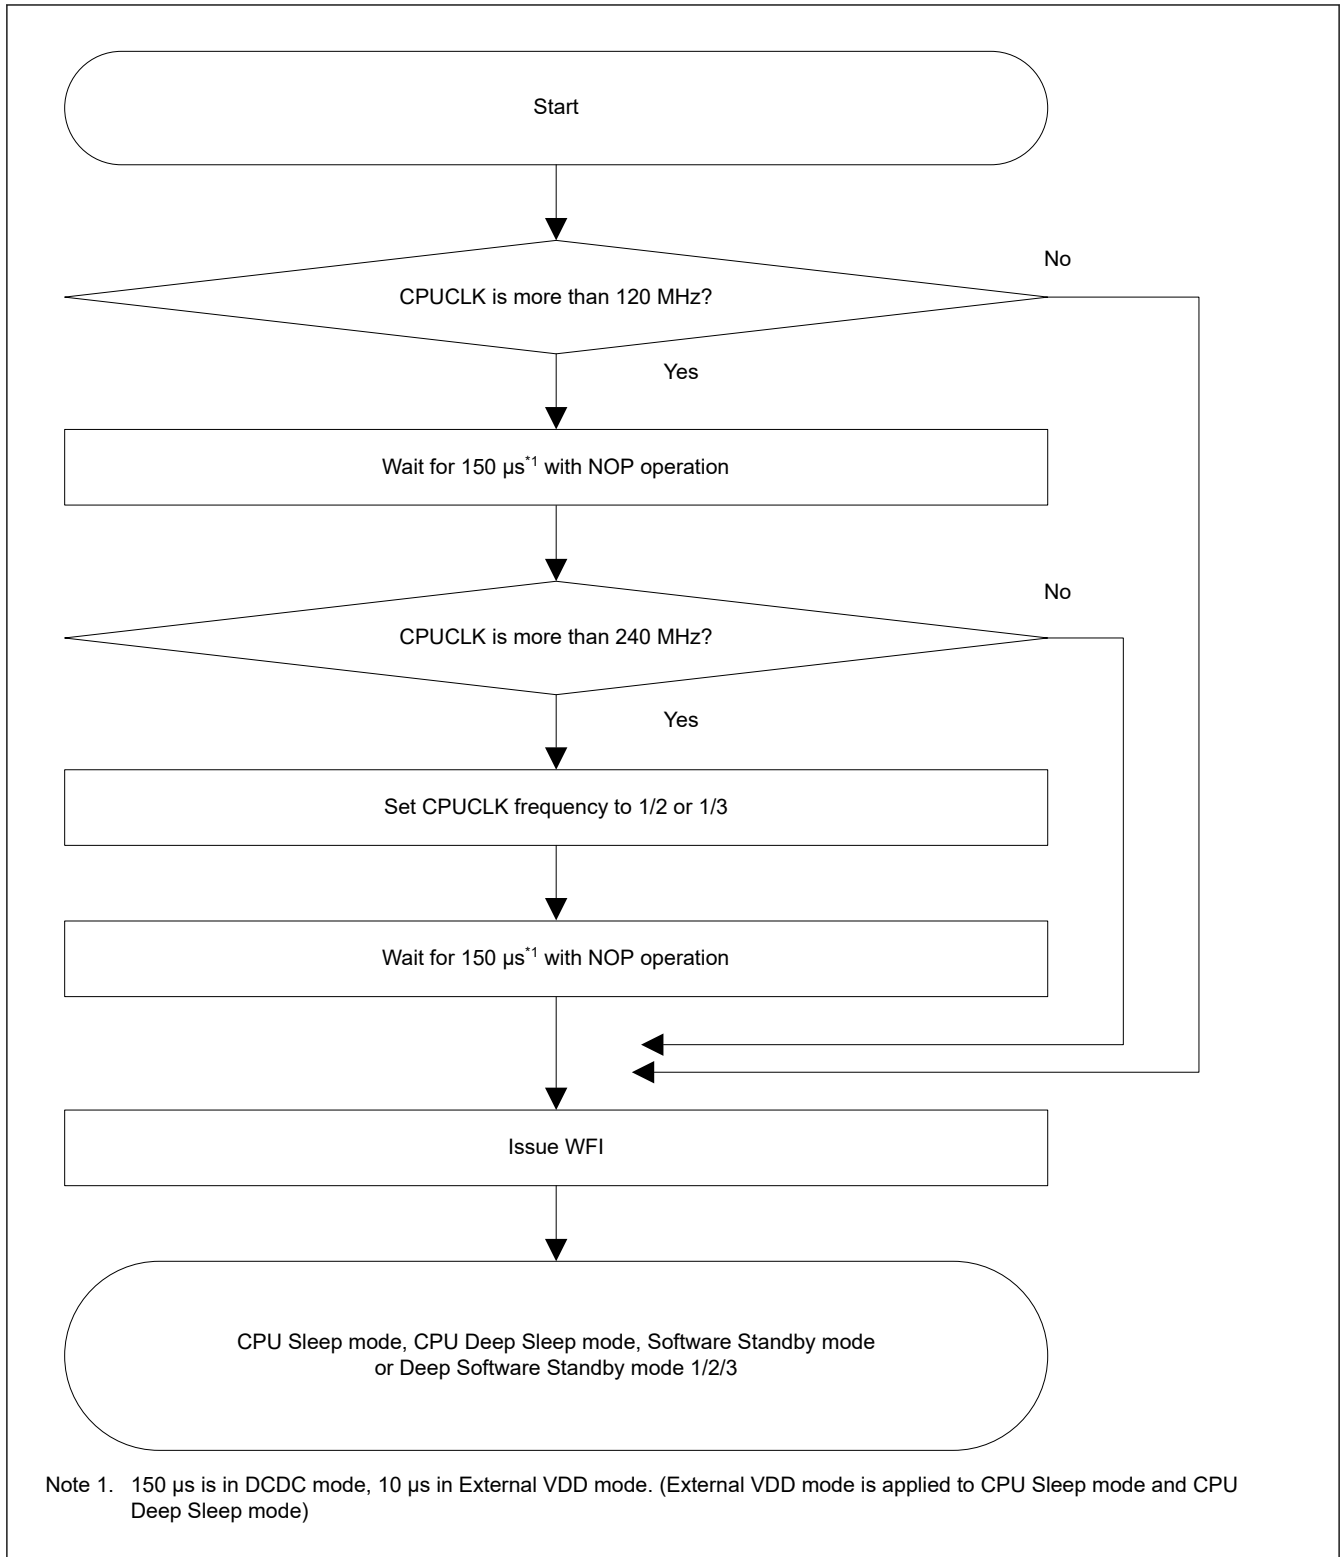 Start
CPUCLK is more than 120 MHz?
No
Yes
Wait for 150 µs*1 with NOP operation
CPUCLK is more than 240 MHz?
No
Yes
Set CPUCLK frequency to 1/2 or 1/3
Wait for 150 µs*1 with NOP operation
Issue WFI
CPU Sleep mode, CPU Deep Sleep mode, Software Standby mode
or Deep Software Standby mode 1/2/3
Note 1. 150 µs is in DCDC mode, 10 µs in External VDD mode. (External VDD mode is applied to CPU Sleep mode and CPU
Deep Sleep mode)